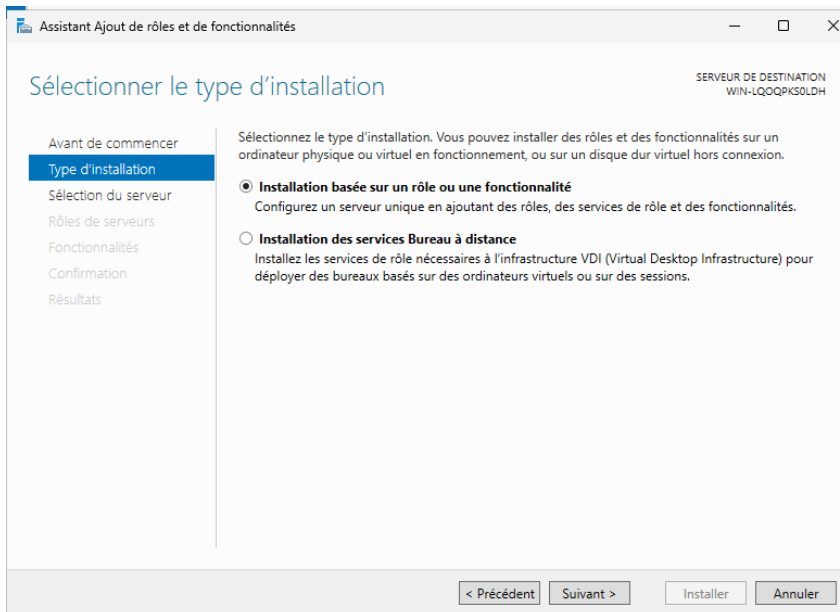 Assistant Ajout de rôles et de fonctionnalités
Sélectionner le type d'installation
SERVEUR DE DESTINATION
WIN-LQOQPKS0LDH
Avant de commencer
Type d'installation
Sélection du serveur
Rôles de serveurs
Fonctionnalités
Confirmation
Résultats
Sélectionnez le type d'installation. Vous pouvez installer des rôles et des fonctionnalités sur un
ordinateur physique ou virtuel en fonctionnement, ou sur un disque dur virtuel hors connexion.
Installation basée sur un rôle ou une fonctionnalité
Configurez un serveur unique en ajoutant des rôles, des services de rôle et des fonctionnalités.
Installation des services Bureau à distance
Installez les services de rôle nécessaires à l'infrastructure VDI (Virtual Desktop Infrastructure) pour
déployer des bureaux basés sur des ordinateurs virtuels ou sur des sessions.
< Précédent
Suivant >
Installer
Annuler